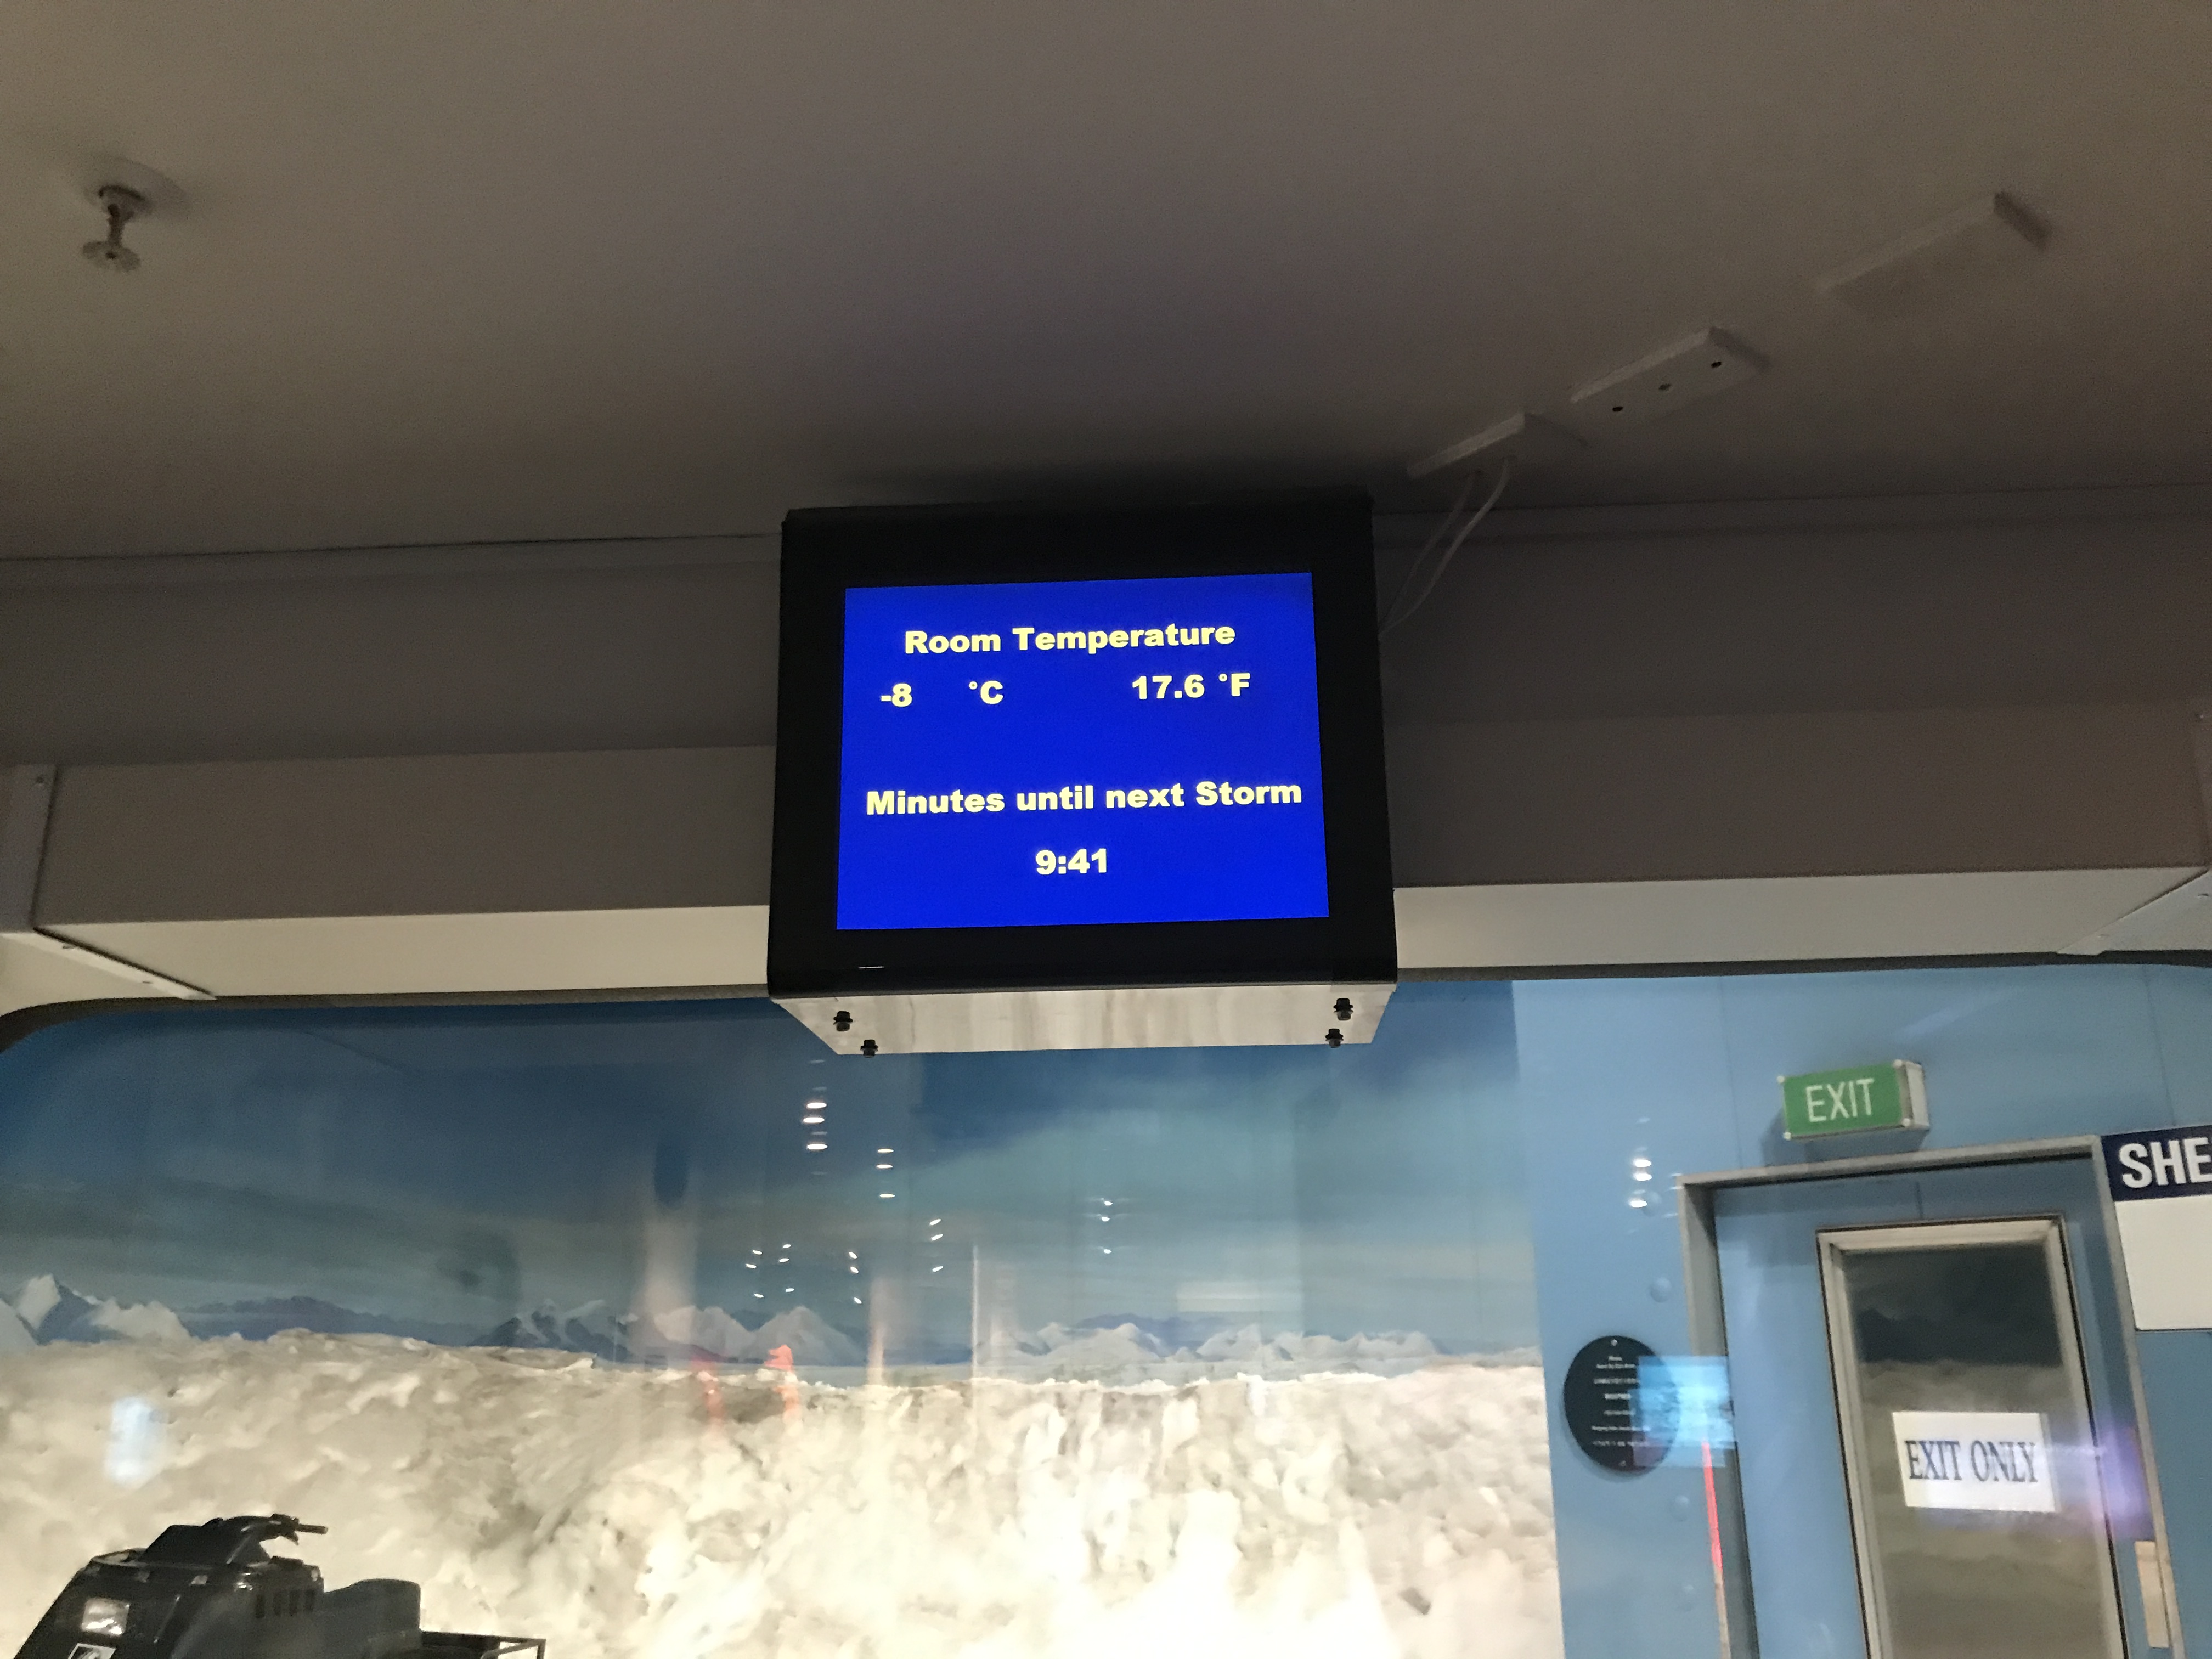 Room Temperature
-8 °C 17.6 °F
Minutes until next Storm
9:41
EXIT
SHE
EXIT ONLY